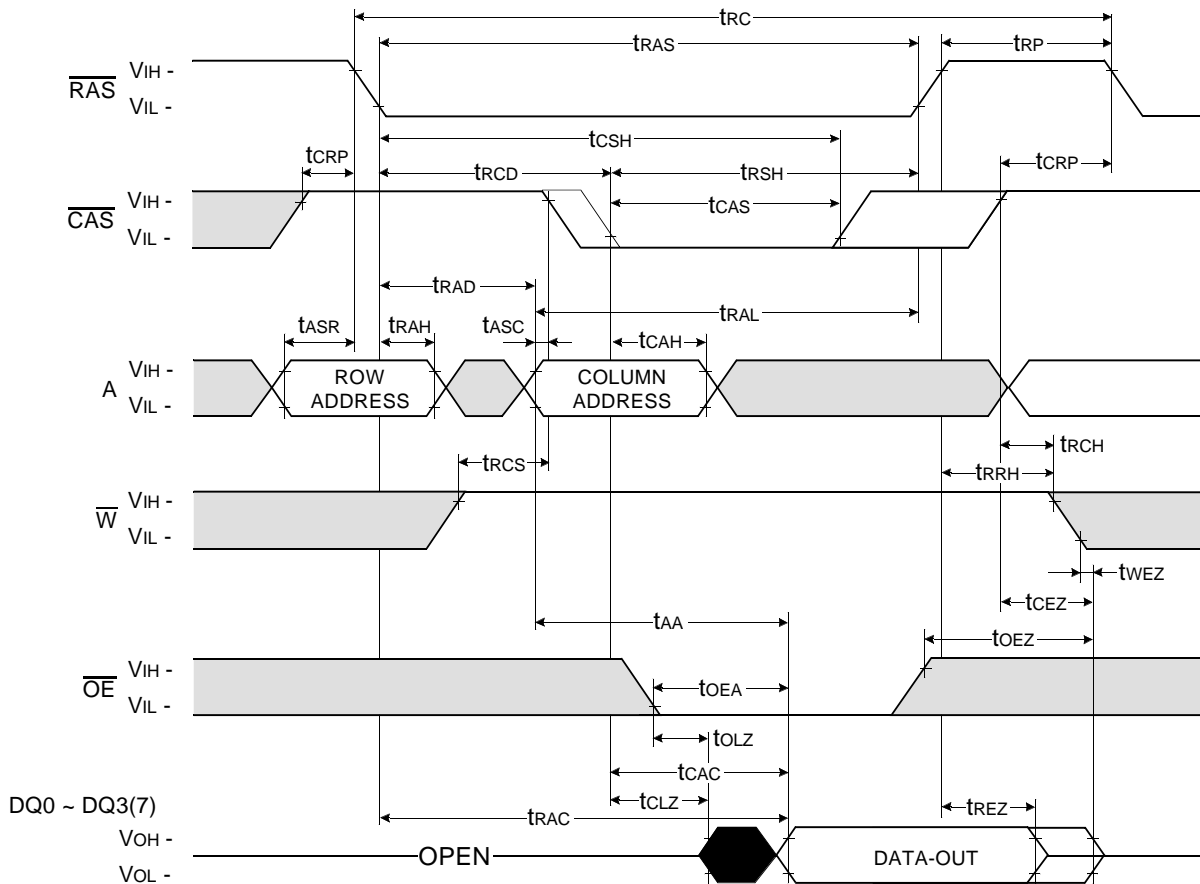 tRC
tRAS
tRP
RAS
VIH -
VIL -
tCSH
tCRP
tRCD
tRSH
tCRP
CAS
VIH -
VIL -
tCAS
tRAD
tRAL
tASR
tRAH
tASC
tCAH
A
VIH -
VIL -
ROW
ADDRESS
COLUMN
ADDRESS
tRCS
tRCH
tRRH
W
VIH -
VIL -
tWEZ
tCEZ
tAA
tOEZ
OE
VIH -
VIL -
tOEA
tOLZ
tCAC
tCLZ
tREZ
DQ0 ~ DQ3(7)
tRAC
VOH -
VOL -
OPEN
DATA-OUT